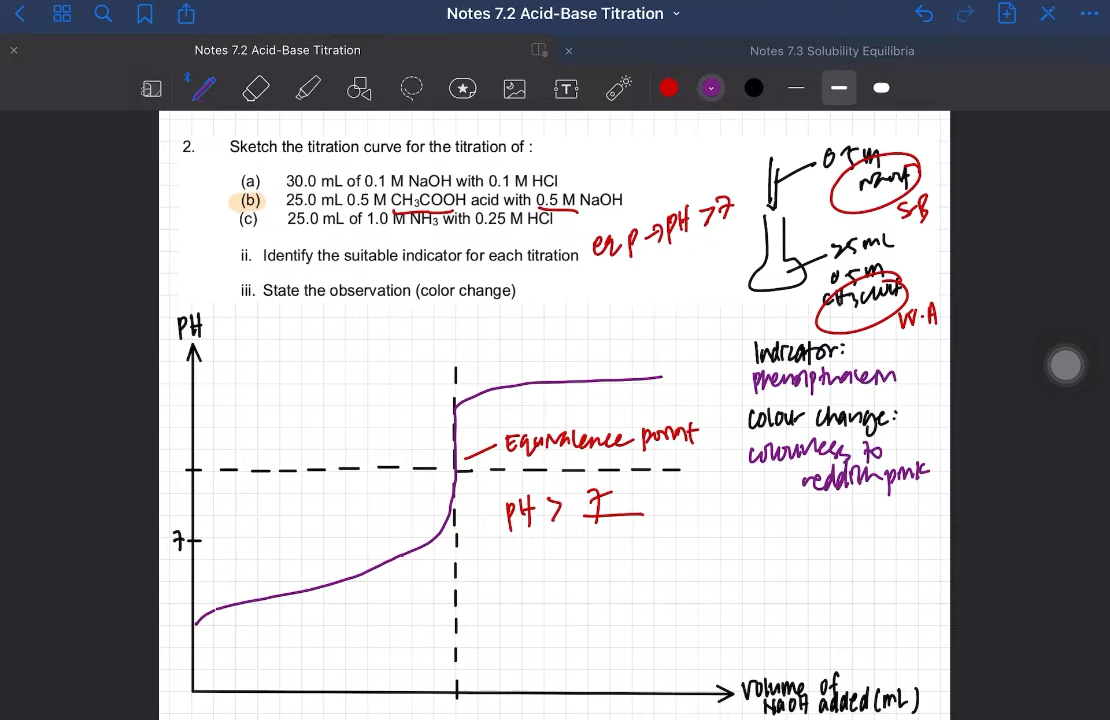 Notes 7.2 Acid-Base Titration
Notes 7.2 Acid-Base Titration
Notes 7.3 Solubility Equilibria
2. Sketch the titration curve for the titration of :
(a) 30.0 mL of 0.1 M NaOH with 0.1 M HCl
(b) 25.0 mL 0.5 M CH₃COOH acid with 0.5 M NaOH
(c) 25.0 mL of 1.0 M NH₃ with 0.25 M HCl
ii. Identify the suitable indicator for each titration
iii. State the observation (color change)
eq P → pH > 7
0.5 M
NaOH
S.B
25 mL
0.5 M
CH3COOH
W.A
PH
7
Equivalence point
pH > 7
Indicator:
Colour change:
colourless to
reddish pink
Volume of
NaOH added (mL)